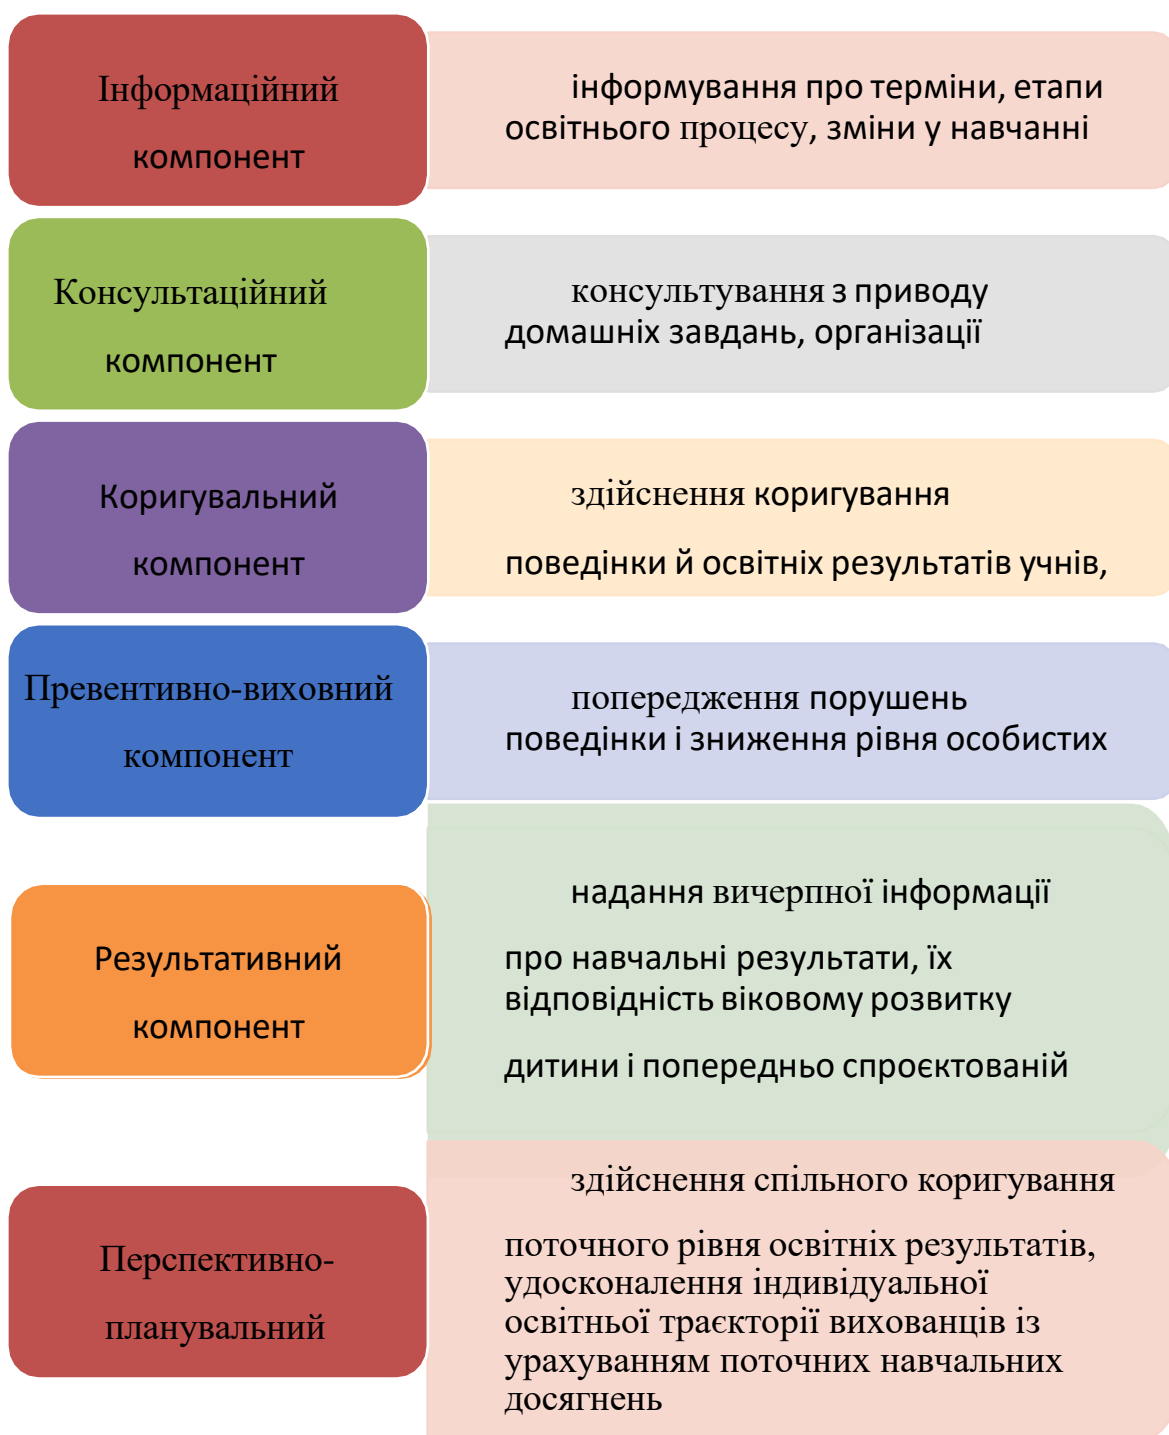 Інформаційний
компонент
інформування про терміни, етапи
освітнього процесу, зміни у навчанні
Консультаційний
компонент
консультування з приводу
домашніх завдань, організації
Коригувальний
компонент
здійснення коригування
поведінки й освітніх результатів учнів,
Превентивно-виховний
компонент
попередження порушень
поведінки і зниження рівня особистих
Результативний
компонент
надання вичерпної інформації
про навчальні результати, їх
відповідність віковому розвитку
дитини і попередньо спроєктованій
Перспективно-
планувальний
здійснення спільного коригування
поточного рівня освітніх результатів,
удосконалення індивідуальної
освітньої траєкторії вихованців із
урахуванням поточних навчальних
досягнень